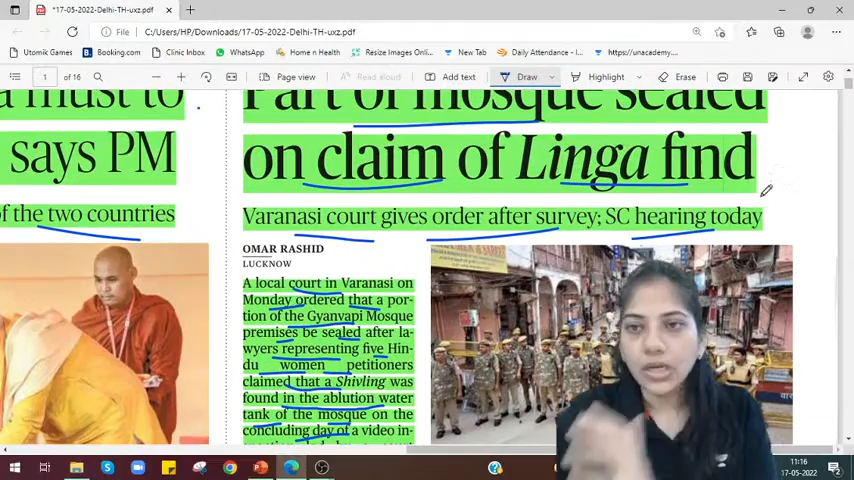 *17-05-2022-Delhi-TH-uxz.pdf
File
C:/Users/HP/Downloads/17-05-2022-Delhi-TH-uxz.pdf
Utomik Games
Booking.com
Clinic Inbox
WhatsApp
Home n Health
Resize Images Onl...
New Tab
Daily Attendance - I...
https://unacademy....
1 of 16
Page view
Read aloud
Add text
Draw
Highlight
Erase
a must to
says PM
of the two countries
Part of mosque sealed
on claim of Linga find
Varanasi court gives order after survey; SC hearing today
OMAR RASHID
LUCKNOW
A local court in Varanasi on
Monday ordered that a por-
tion of the Gyanvapi Mosque
premises be sealed after la-
wyers representing five Hin-
du women petitioners
claimed that a Shivling was
found in the ablution water
tank of the mosque on the
concluding day of a video in-
11:16
17-05-2022
2